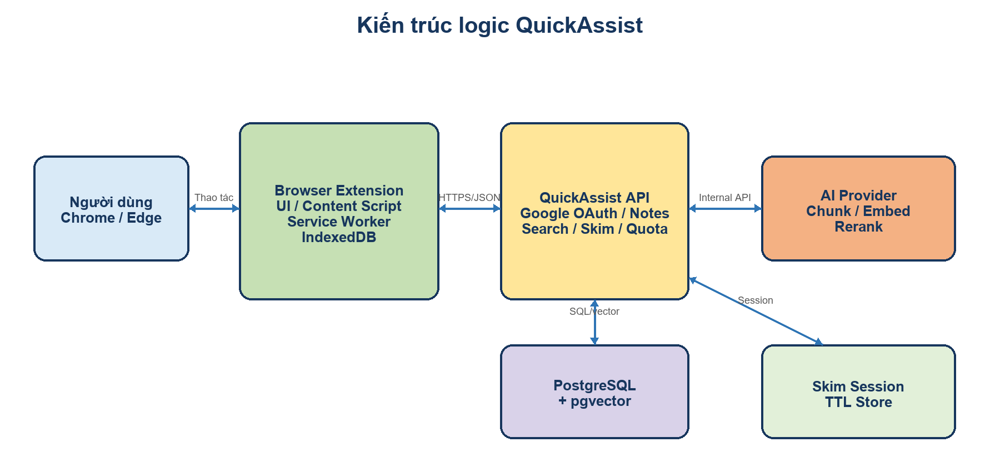 Kiến trúc logic QuickAssist
Người dùng
Chrome / Edge
Thao tác
Browser Extension
UI / Content Script
Service Worker
IndexedDB
HTTPS/JSON
QuickAssist API
Google OAuth / Notes
Search / Skim / Quota
Internal API
AI Provider
Chunk / Embed
Rerank
SQL/vector
Session
PostgreSQL
+ pgvector
Skim Session
TTL Store